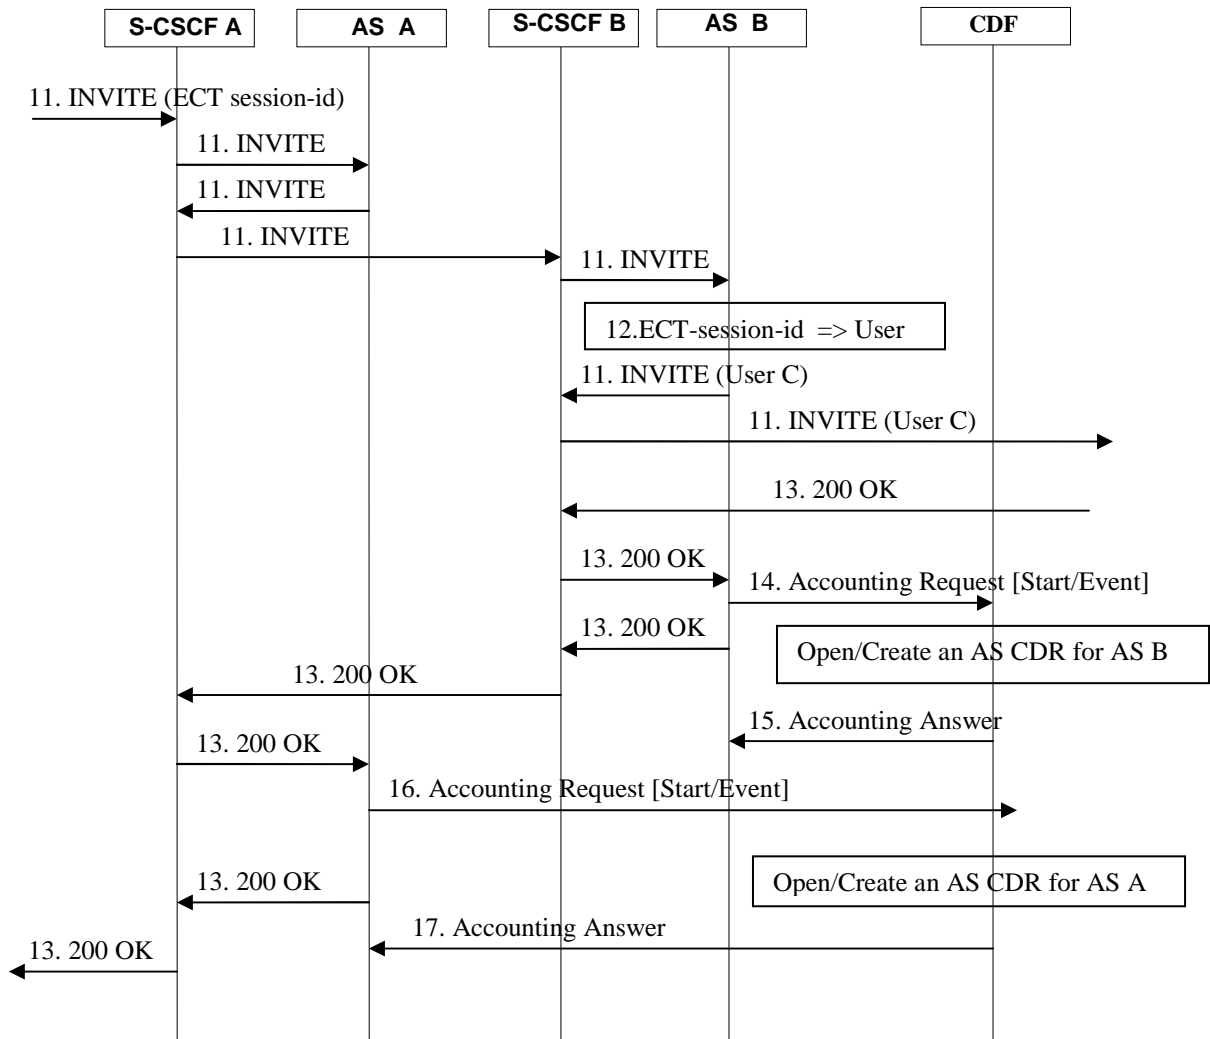 S-CSCF A
AS A
S-CSCF B
AS B
CDF
11. INVITE (ECT session-id)
11. INVITE
11. INVITE
11. INVITE
11. INVITE
12.ECT-session-id => User
11. INVITE (User C)
11. INVITE (User C)
13. 200 OK
13. 200 OK
14. Accounting Request [Start/Event]
13. 200 OK
Open/Create an AS CDR for AS B
13. 200 OK
15. Accounting Answer
13. 200 OK
16. Accounting Request [Start/Event]
13. 200 OK
Open/Create an AS CDR for AS A
17. Accounting Answer
13. 200 OK